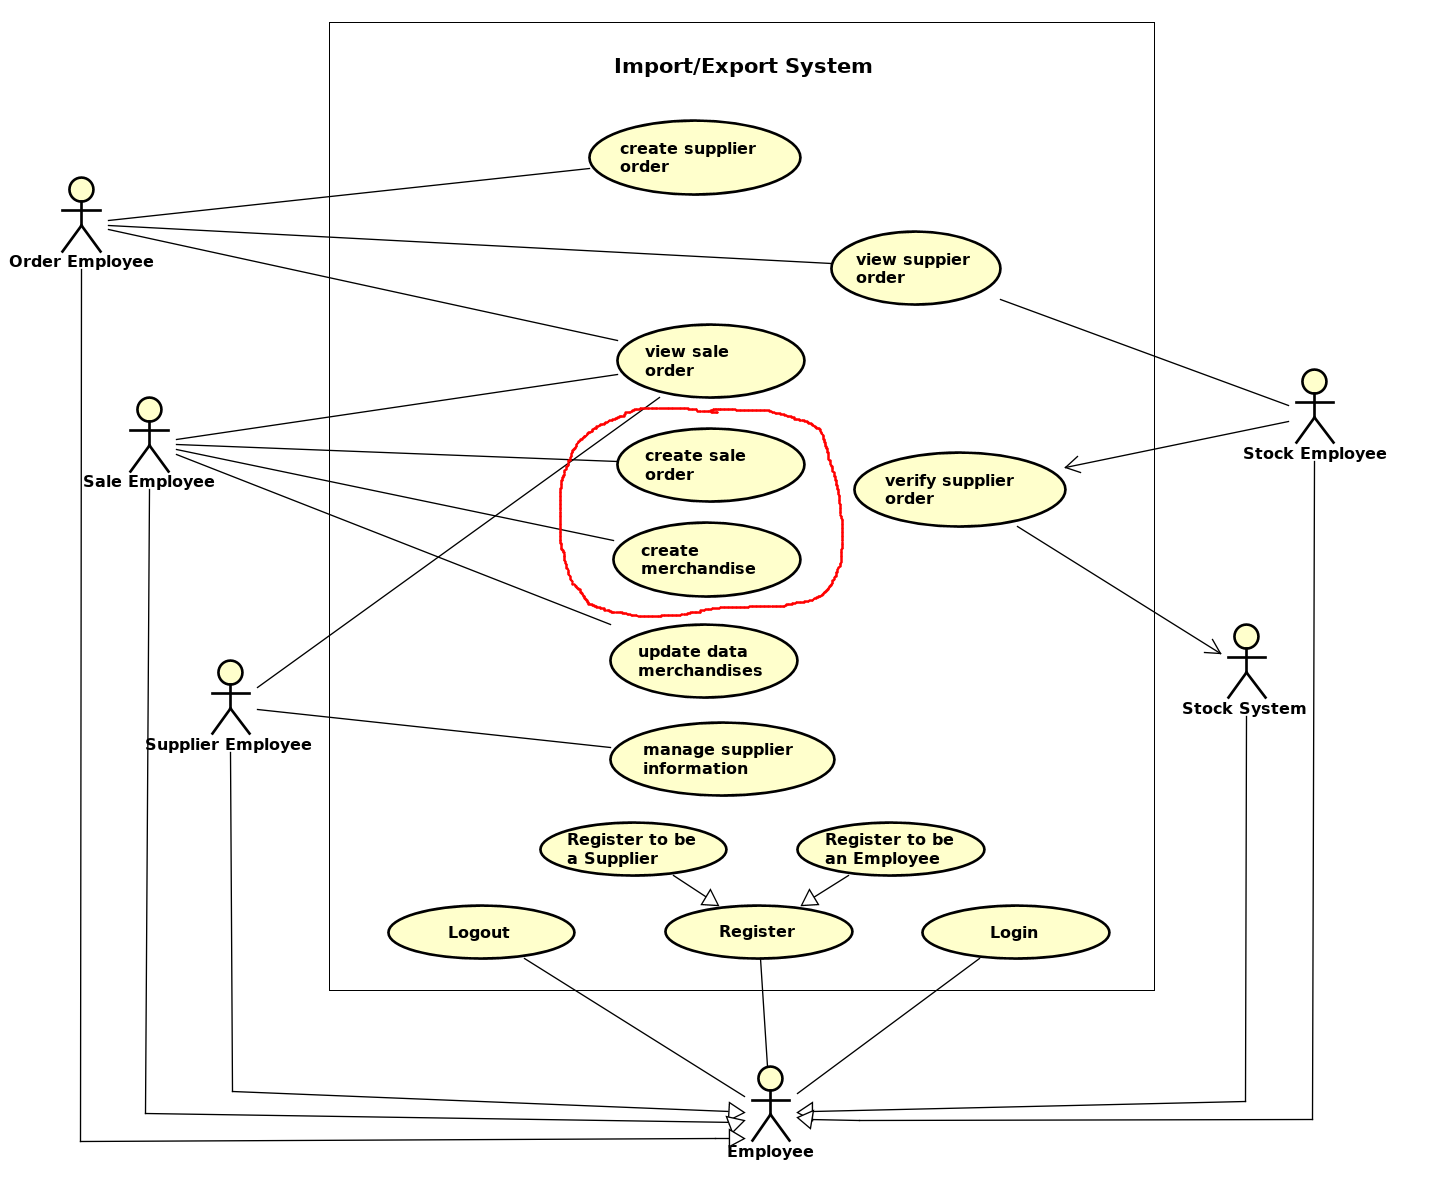 Import/Export System
create supplier
order
Order Employee
view suppier
order
view sale
order
Sale Employee
create sale
order
Stock Employee
verify supplier
order
create
merchandise
update data
merchandises
Stock System
Supplier Employee
manage supplier
information
Register to be
a Supplier
Register to be
an Employee
Logout
Register
Login
Employee